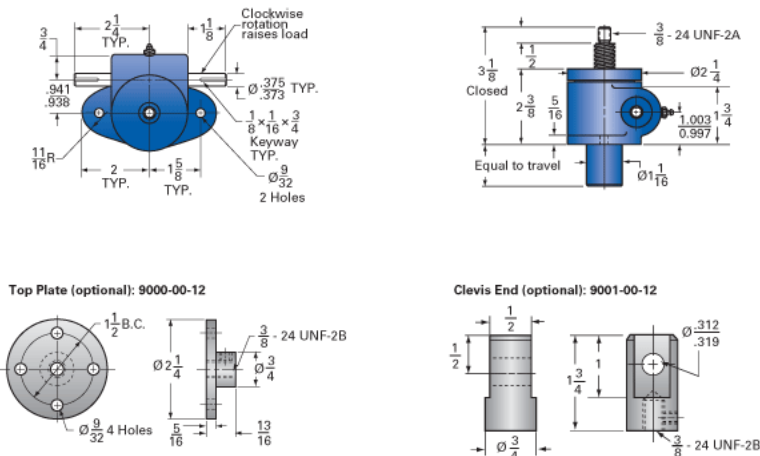 2 1/4
TYP.
Clockwise
rotation
raises load
1 1/8
3/4
.941
.938
Ø .375
.373 TYP.
1/8 x 1/16 x 3/4
Keyway
TYP.
11/16 R
2
TYP.
1 5/8
TYP.
Ø 9/32
2 Holes
3/8 - 24 UNF-2A
1/2
3 1/8
Closed
Ø2 1/4
2 3/8
5/16
1.003
0.997
1 3/4
Equal to travel
Ø1 1/16
Top Plate (optional): 9000-00-12
1 1/2 B.C.
Ø 9/32 4 Holes
Ø 2 1/4
3/8 - 24 UNF-2B
Ø 3/4
5/16
13/16
Clevis End (optional): 9001-00-12
1/2
1/2
Ø 3/4
1 3/4
1
Ø .312
.319
3/8 - 24 UNF-2B